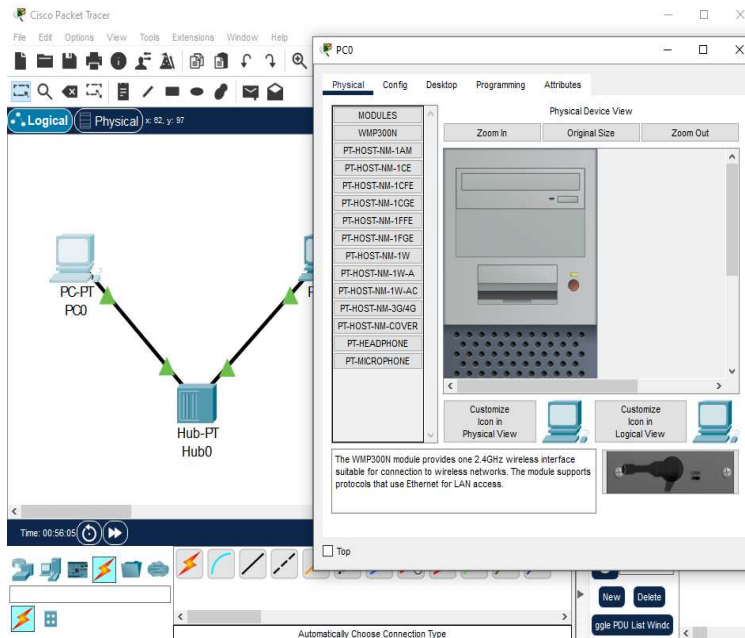 Cisco Packet Tracer
File Edit Options View Tools Extensions Window Help
Logical Physical x: 62, y: 97
PC-PT
PC0
Hub-PT
Hub0
Time: 00:56:05
Automatically Choose Connection Type
New Delete
ggle PDU List Windc
PC0
Physical Config Desktop Programming Attributes
MODULES
WMP300N
PT-HOST-NM-1AM
PT-HOST-NM-1CE
PT-HOST-NM-1CFE
PT-HOST-NM-1CGE
PT-HOST-NM-1FFE
PT-HOST-NM-1FGE
PT-HOST-NM-1W
PT-HOST-NM-1W-A
PT-HOST-NM-1W-AC
PT-HOST-NM-3G/4G
PT-HOST-NM-COVER
PT-HEADPHONE
PT-MICROPHONE
Physical Device View
Zoom In Original Size Zoom Out
Customize
Icon in
Physical View
Customize
Icon in
Logical View
The WMP300N module provides one 2.4GHz wireless interface
suitable for connection to wireless networks. The module supports
protocols that use Ethernet for LAN access.
Top